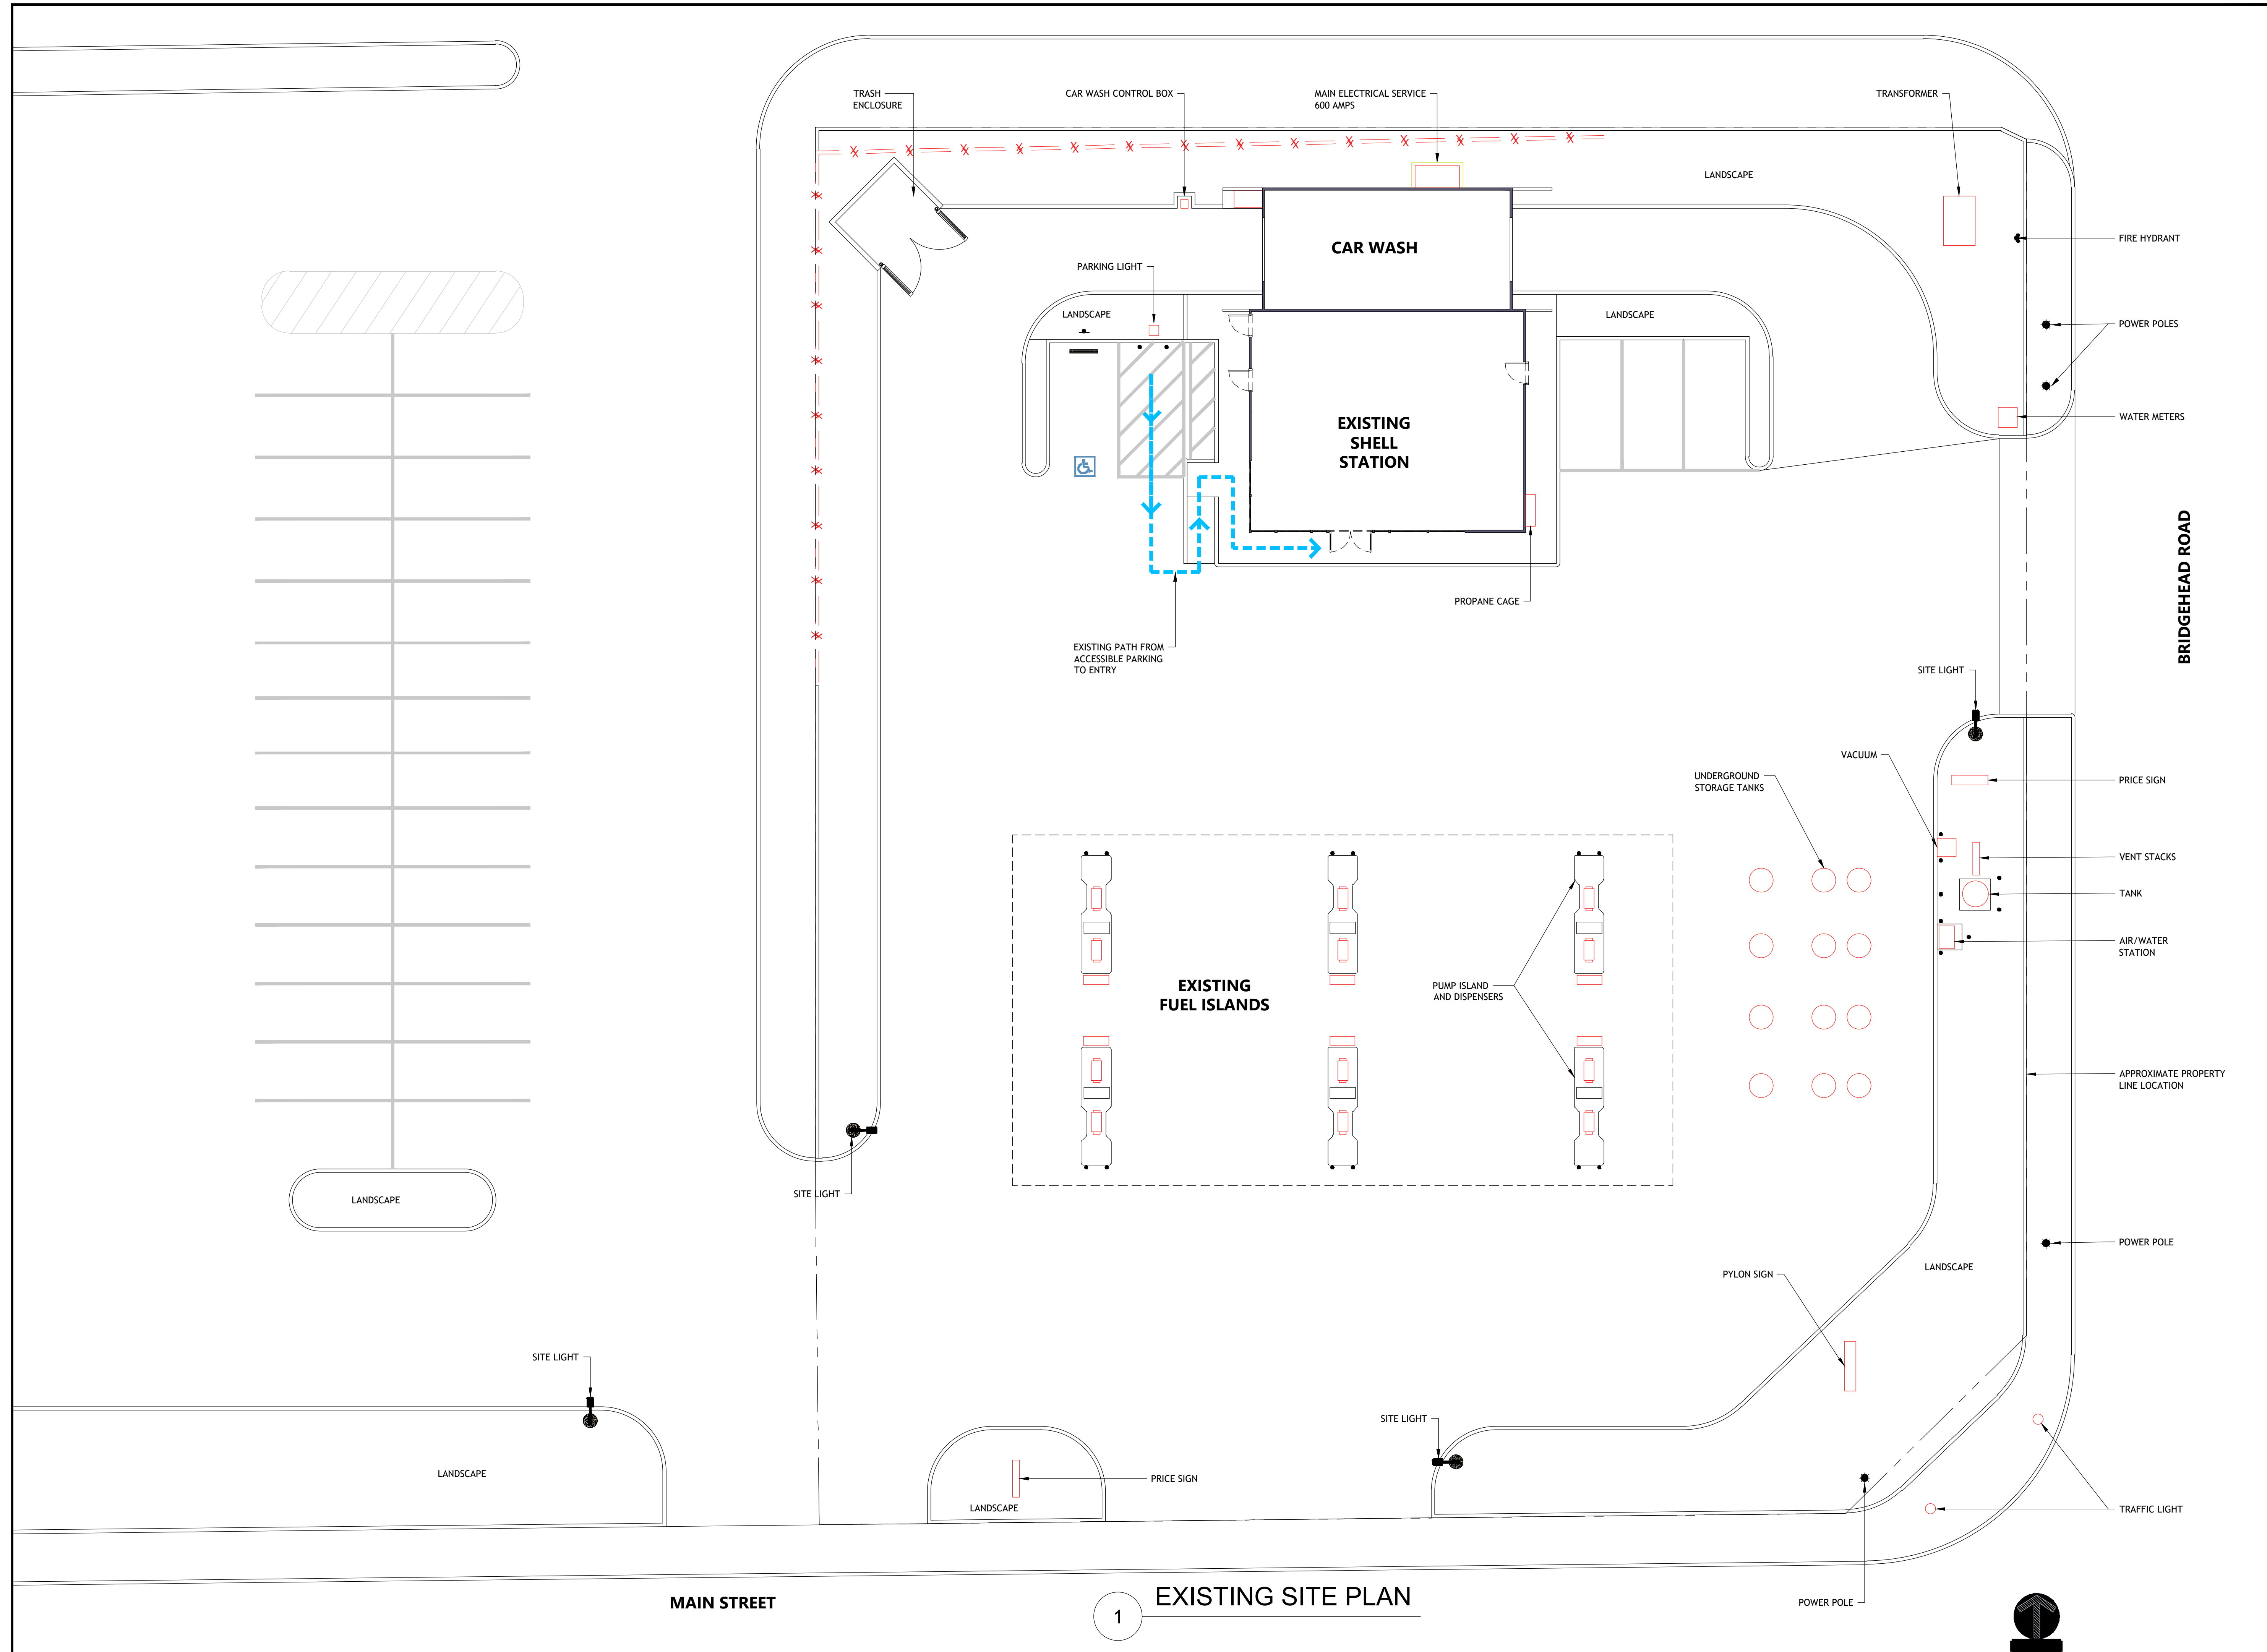 TRASH
ENCLOSURE
CAR WASH CONTROL BOX
MAIN ELECTRICAL SERVICE
600 AMPS
TRANSFORMER
LANDSCAPE
FIRE HYDRANT
CAR WASH
PARKING LIGHT
LANDSCAPE
LANDSCAPE
POWER POLES
WATER METERS
EXISTING
SHELL
STATION
BRIDGEHEAD ROAD
PROPANE CAGE
EXISTING PATH FROM
ACCESSIBLE PARKING
TO ENTRY
SITE LIGHT
VACUUM
UNDERGROUND
STORAGE TANKS
PRICE SIGN
VENT STACKS
TANK
AIR/WATER
STATION
EXISTING
FUEL ISLANDS
PUMP ISLAND
AND DISPENSERS
APPROXIMATE PROPERTY
LINE LOCATION
SITE LIGHT
LANDSCAPE
POWER POLE
LANDSCAPE
PYLON SIGN
SITE LIGHT
SITE LIGHT
LANDSCAPE
PRICE SIGN
LANDSCAPE
TRAFFIC LIGHT
MAIN STREET
1
EXISTING SITE PLAN
POWER POLE